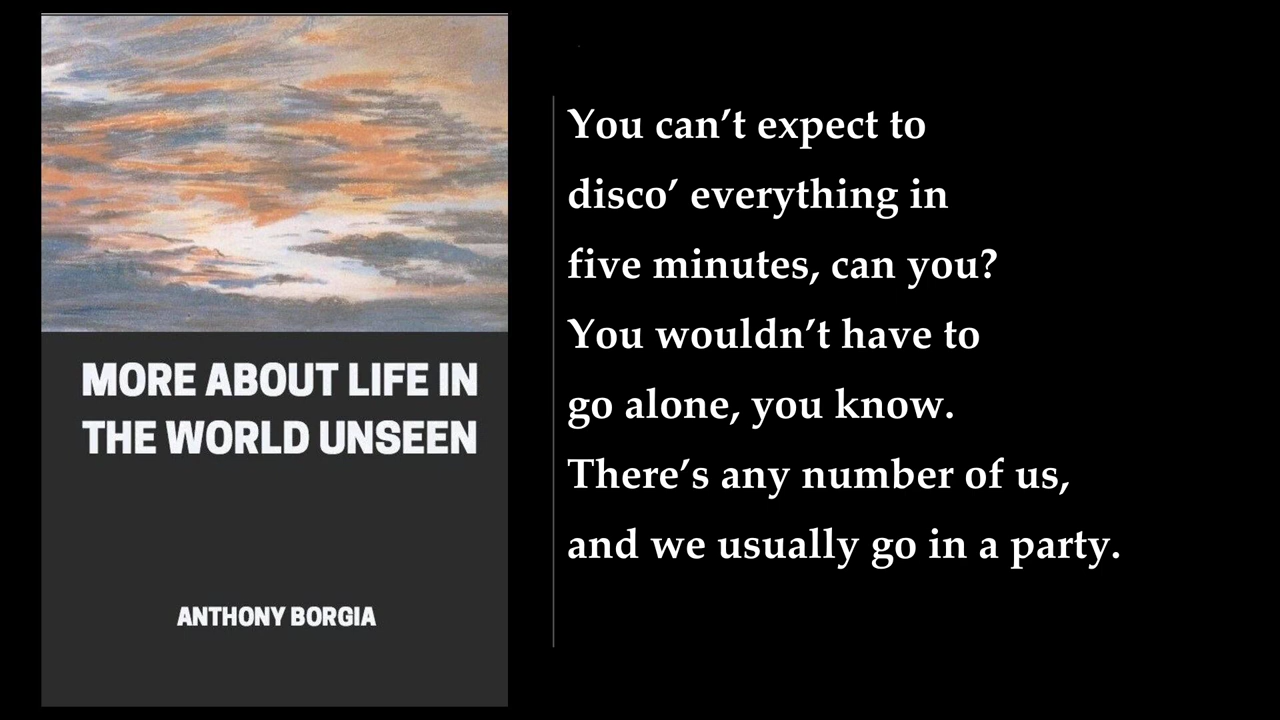 MORE ABOUT LIFE IN
THE WORLD UNSEEN
ANTHONY BORGIA
You can’t expect to
disco’ everything in
five minutes, can you?
You wouldn’t have to
go alone, you know.
There’s any number of us,
and we usually go in a party.